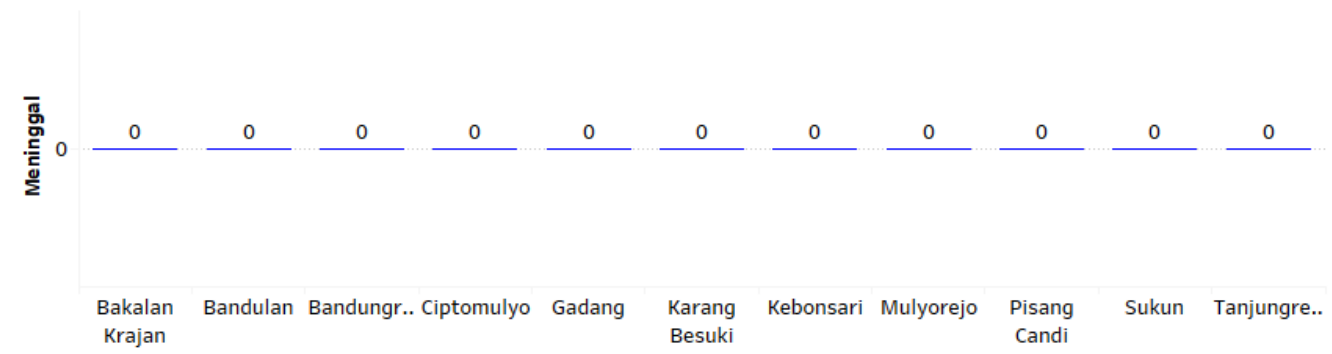 Meninggal
0 0 0 0 0 0 0 0 0 0 0
0
Bakalan Krajan
Bandulan
Bandungr..
Ciptomulyo
Gadang
Karang Besuki
Kebonsari
Mulyorejo
Pisang Candi
Sukun
Tanjungre..